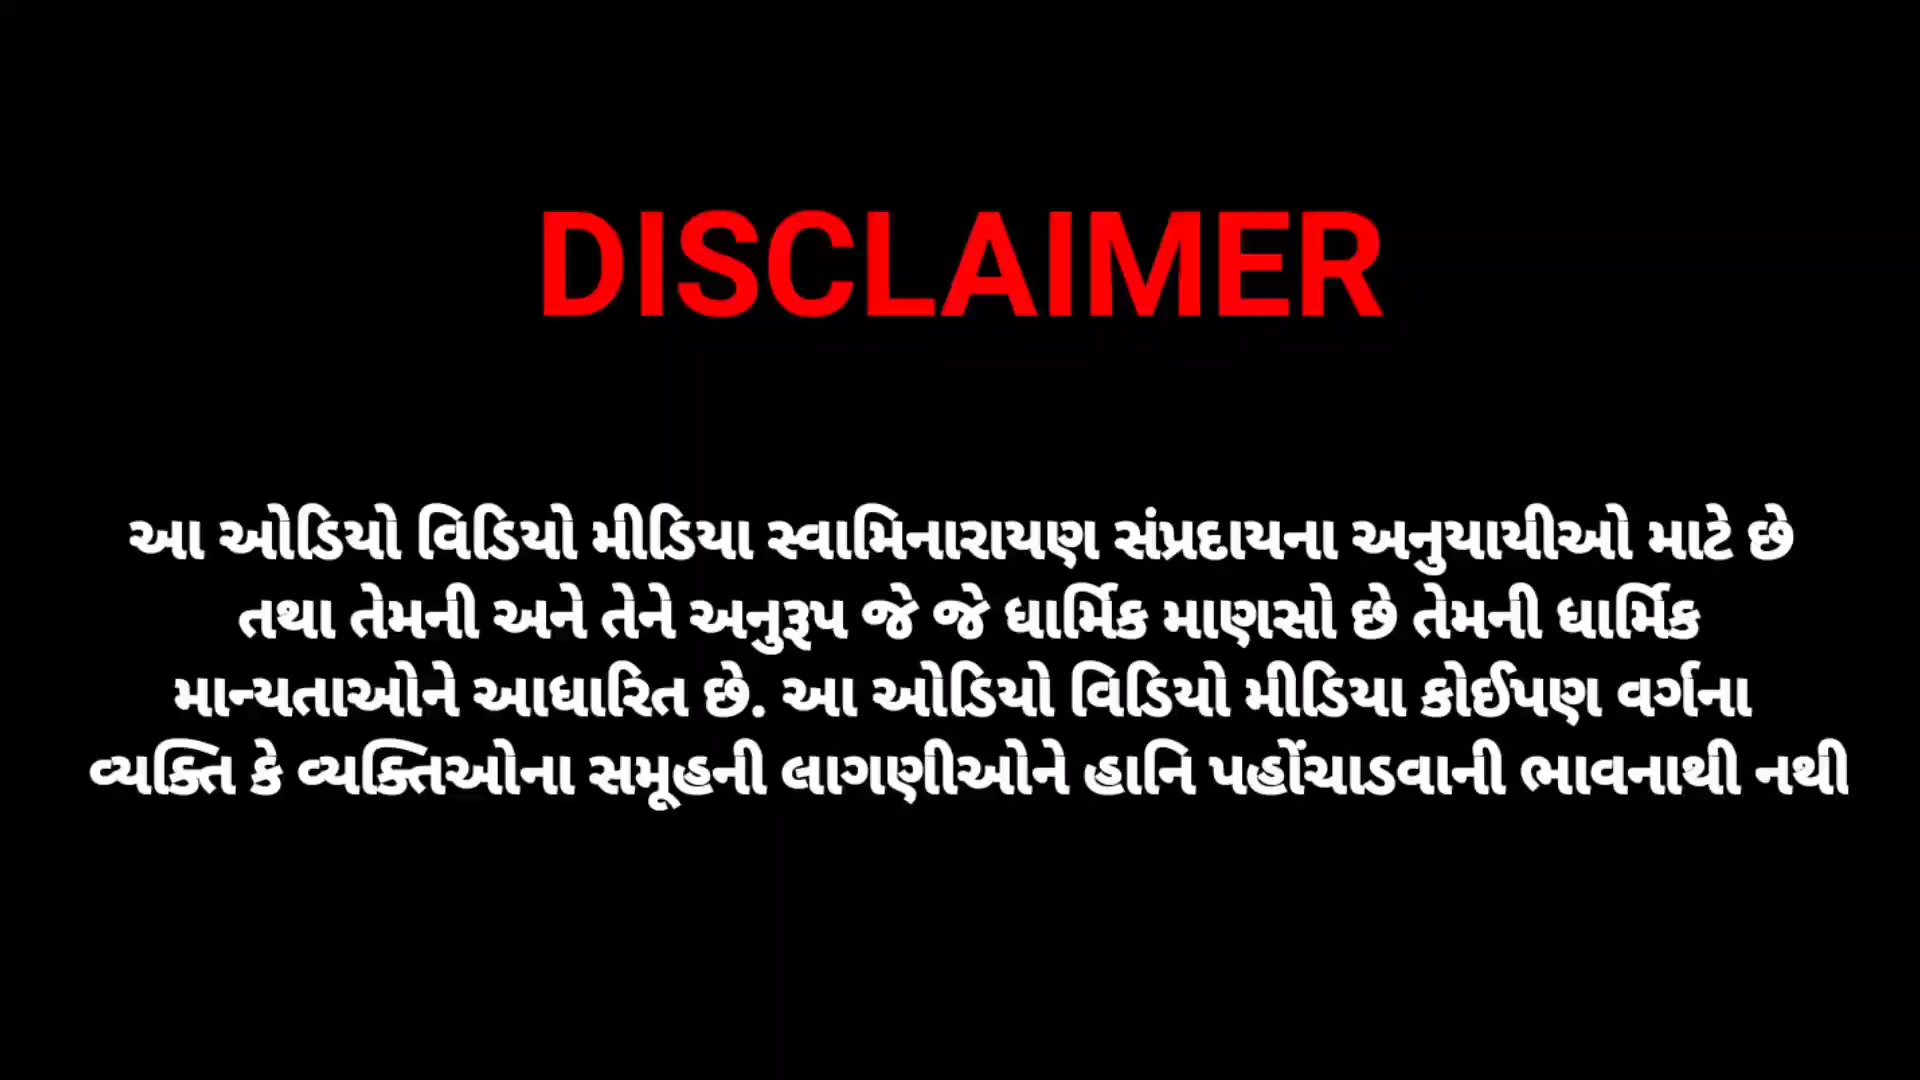 DISCLAIMER
આ ઓડિયો વિડિયો મીડિયા સ્વામિનારાયણ સંપ્રદાયના અનુયાયીઓ માટે છે
તથા તેમની અને તેને અનુરૂપ જે જે ધાર્મિક માણસો છે તેમની ધાર્મિક
માન્યતાઓને આધારિત છે. આ ઓડિયો વિડિયો મીડિયા કોઈપણ વર્ગના
વ્યક્તિ કે વ્યક્તિઓના સમૂહની લાગણીઓને હાનિ પહોંચાડવાની ભાવનાથી નથી